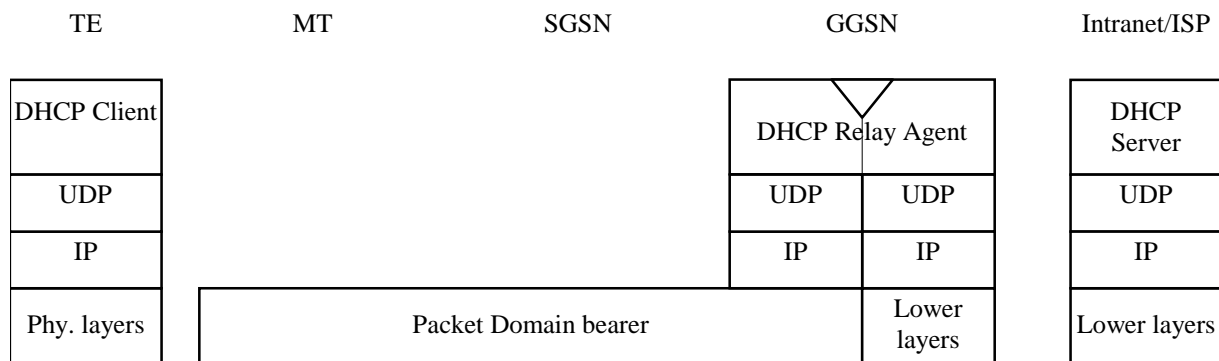 TE MT SGSN GGSN Intranet/ISP
DHCP Client
DHCP Relay Agent
DHCP
Server
UDP UDP UDP UDP
IP IP IP IP
Phy. layers Packet Domain bearer Lower
layers Lower layers